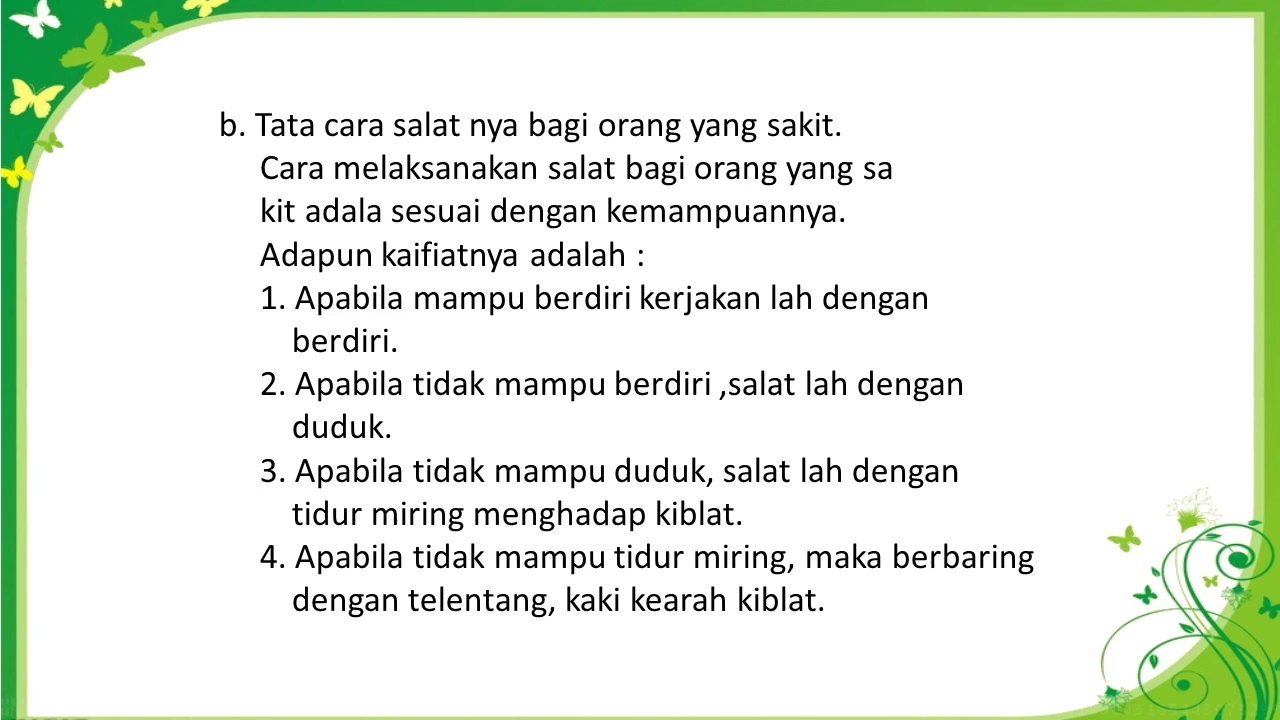 b. Tata cara salat nya bagi orang yang sakit.
Cara melaksanakan salat bagi orang yang sa
kit adala sesuai dengan kemampuannya.
Adapun kaifiatnya adalah :
1. Apabila mampu berdiri kerjakan lah dengan
berdiri.
2. Apabila tidak mampu berdiri ,salat lah dengan
duduk.
3. Apabila tidak mampu duduk, salat lah dengan
tidur miring menghadap kiblat.
4. Apabila tidak mampu tidur miring, maka berbaring
dengan telentang, kaki kearah kiblat.